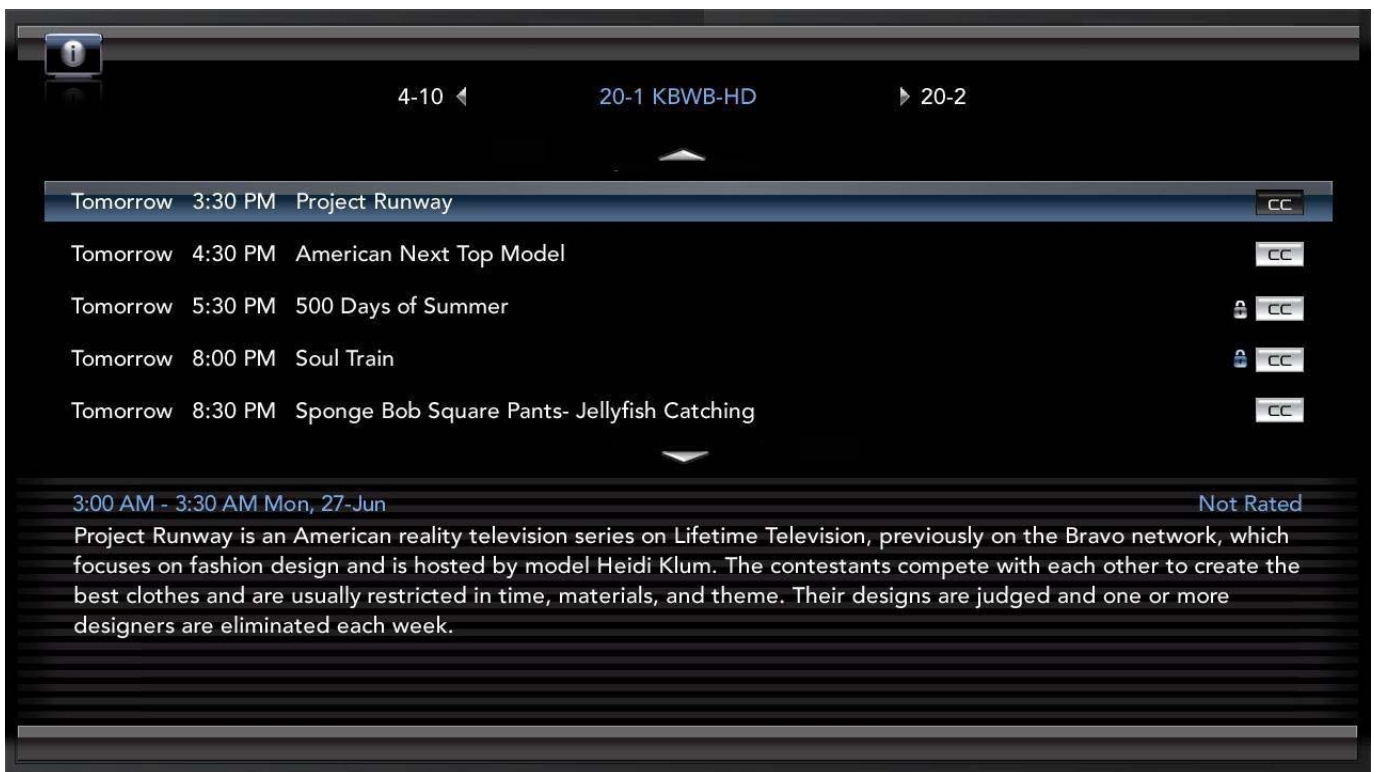 i
4-10 20-1 KBWB-HD 20-2
Tomorrow 3:30 PM Project Runway CC
Tomorrow 4:30 PM American Next Top Model CC
Tomorrow 5:30 PM 500 Days of Summer CC
Tomorrow 8:00 PM Soul Train CC
Tomorrow 8:30 PM Sponge Bob Square Pants- Jellyfish Catching CC
3:00 AM - 3:30 AM Mon, 27-Jun Not Rated
Project Runway is an American reality television series on Lifetime Television, previously on the Bravo network, which
focuses on fashion design and is hosted by model Heidi Klum. The contestants compete with each other to create the
best clothes and are usually restricted in time, materials, and theme. Their designs are judged and one or more
designers are eliminated each week.